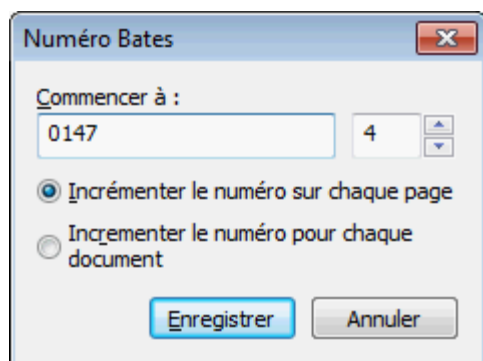 Numéro Bates
Commencer à :
0147
4
Incrémenter le numéro sur chaque page
Incrementer le numéro pour chaque
document
Enregistrer
Annuler